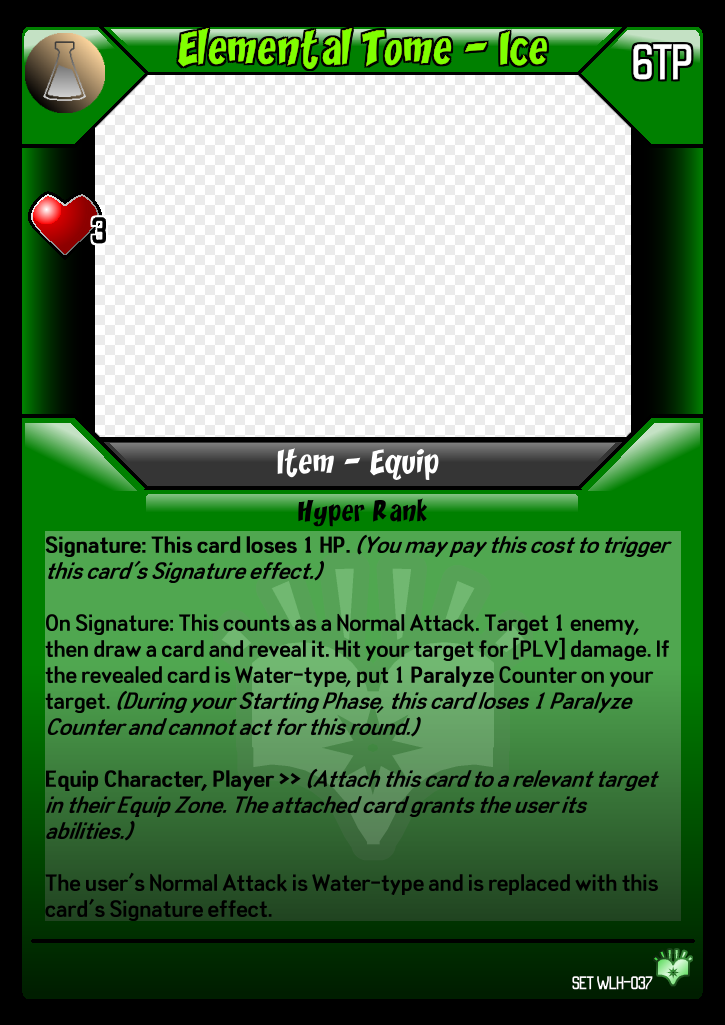 Elemental Tome - Ice
6TP
3
Item - Equip
Hyper Rank
Signature: This card loses 1 HP. (You may pay this cost to trigger
this card's Signature effect.)
On Signature: This counts as a Normal Attack. Target 1 enemy,
then draw a card and reveal it. Hit your target for [PLV] damage. If
the revealed card is Water-type, put 1 Paralyze Counter on your
target. (During your Starting Phase, this card loses 1 Paralyze
Counter and cannot act for this round.)
Equip Character, Player >> (Attach this card to a relevant target
in their Equip Zone. The attached card grants the user its
abilities.)
The user's Normal Attack is Water-type and is replaced with this
card's Signature effect.
SET WLH-037